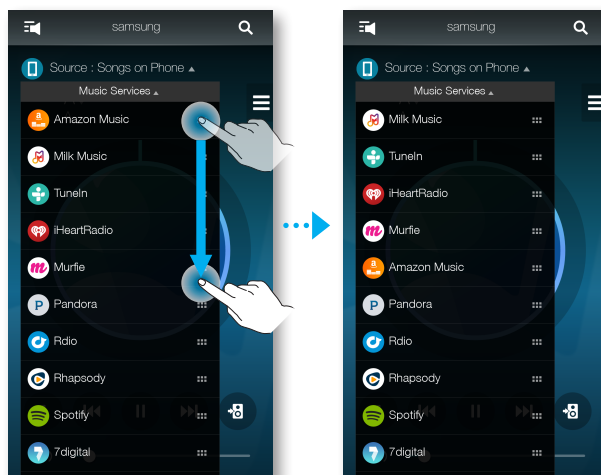 samsung
Source : Songs on Phone
Music Services
Amazon Music
Milk Music
TuneIn
iHeartRadio
Murfie
Pandora
Rdio
Rhapsody
Spotify
7digital
samsung
Source : Songs on Phone
Music Services
Milk Music
TuneIn
iHeartRadio
Murfie
Amazon Music
Pandora
Rdio
Rhapsody
Spotify
7digital